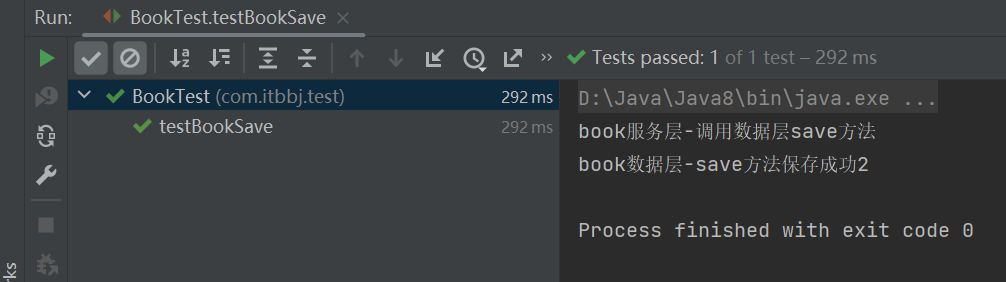 Run: BookTest.testBookSave ×
Tests passed: 1 of 1 test – 292 ms
BookTest (com.itbbj.test) 292 ms
testBookSave 292 ms
D:\Java\Java8\bin\java.exe ...
book服务层-调用数据层save方法
book数据层-save方法保存成功2
Process finished with exit code 0
rks